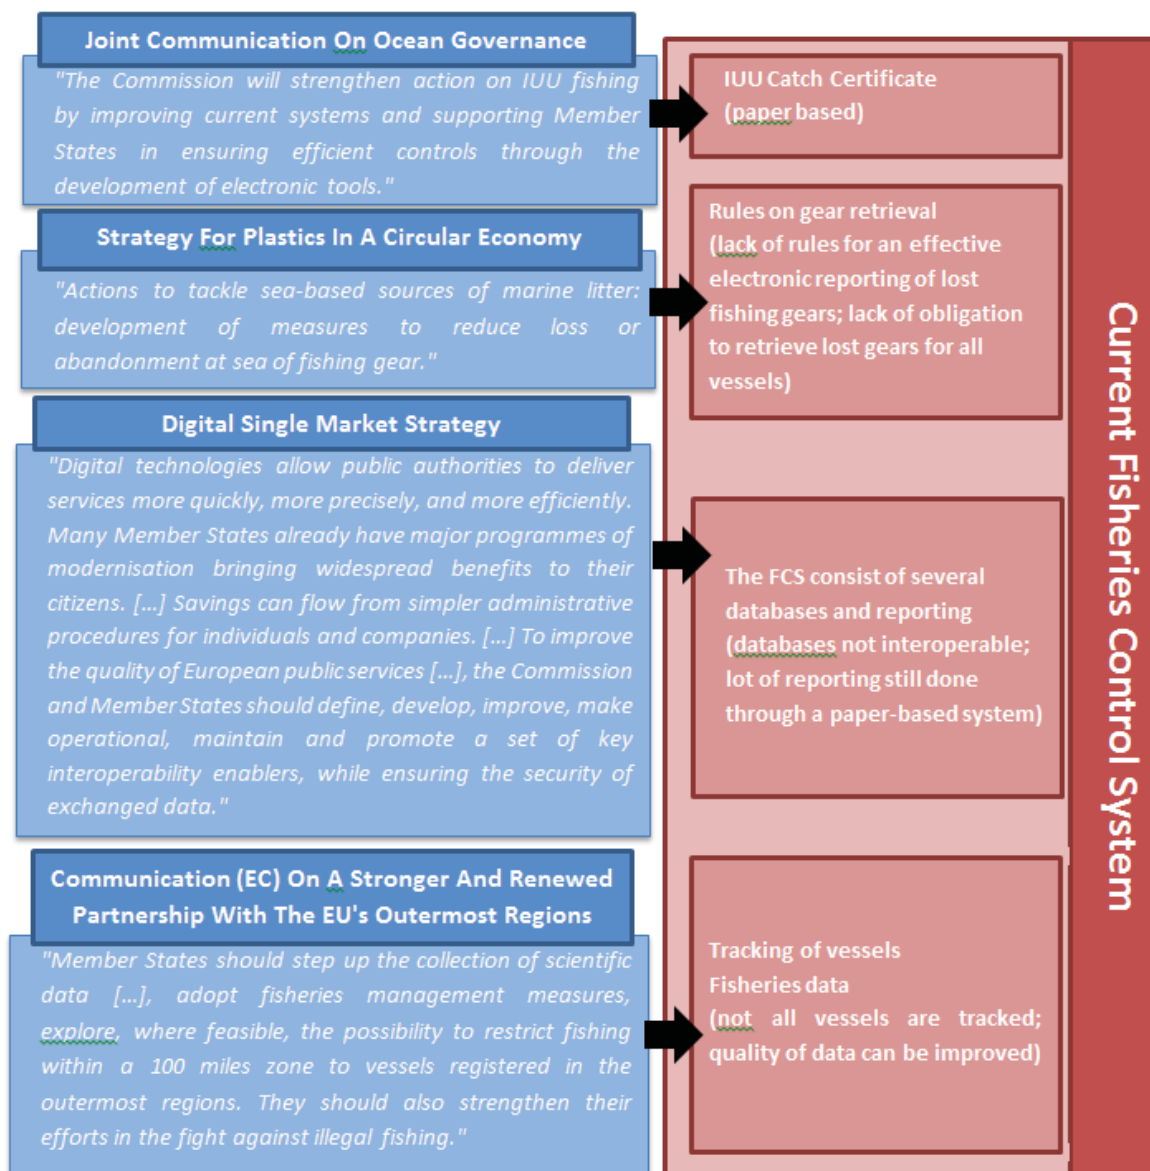 Joint Communication On Ocean Governance
"The Commission will strengthen action on IUU fishing
by improving current systems and supporting Member
States in ensuring efficient controls through the
development of electronic tools."
IUU Catch Certificate
(paper based)
Strategy For Plastics In A Circular Economy
"Actions to tackle sea-based sources of marine litter:
development of measures to reduce loss or
abandonment at sea of fishing gear."
Rules on gear retrieval
(lack of rules for an effective
electronic reporting of lost
fishing gears; lack of obligation
to retrieve lost gears for all
vessels)
Digital Single Market Strategy
"Digital technologies allow public authorities to deliver
services more quickly, more precisely, and more efficiently.
Many Member States already have major programmes of
modernisation bringing widespread benefits to their
citizens. […] Savings can flow from simpler administrative
procedures for individuals and companies. […] To improve
the quality of European public services […], the Commission
and Member States should define, develop, improve, make
operational, maintain and promote a set of key
interoperability enablers, while ensuring the security of
exchanged data."
The FCS consist of several
databases and reporting
(databases not interoperable;
lot of reporting still done
through a paper-based system)
Communication (EC) On A Stronger And Renewed
Partnership With The EU's Outermost Regions
"Member States should step up the collection of scientific
data […], adopt fisheries management measures,
explore, where feasible, the possibility to restrict fishing
within a 100 miles zone to vessels registered in the
outermost regions. They should also strengthen their
efforts in the fight against illegal fishing."
Tracking of vessels
Fisheries data
(not all vessels are tracked;
quality of data can be improved)
Current Fisheries Control System